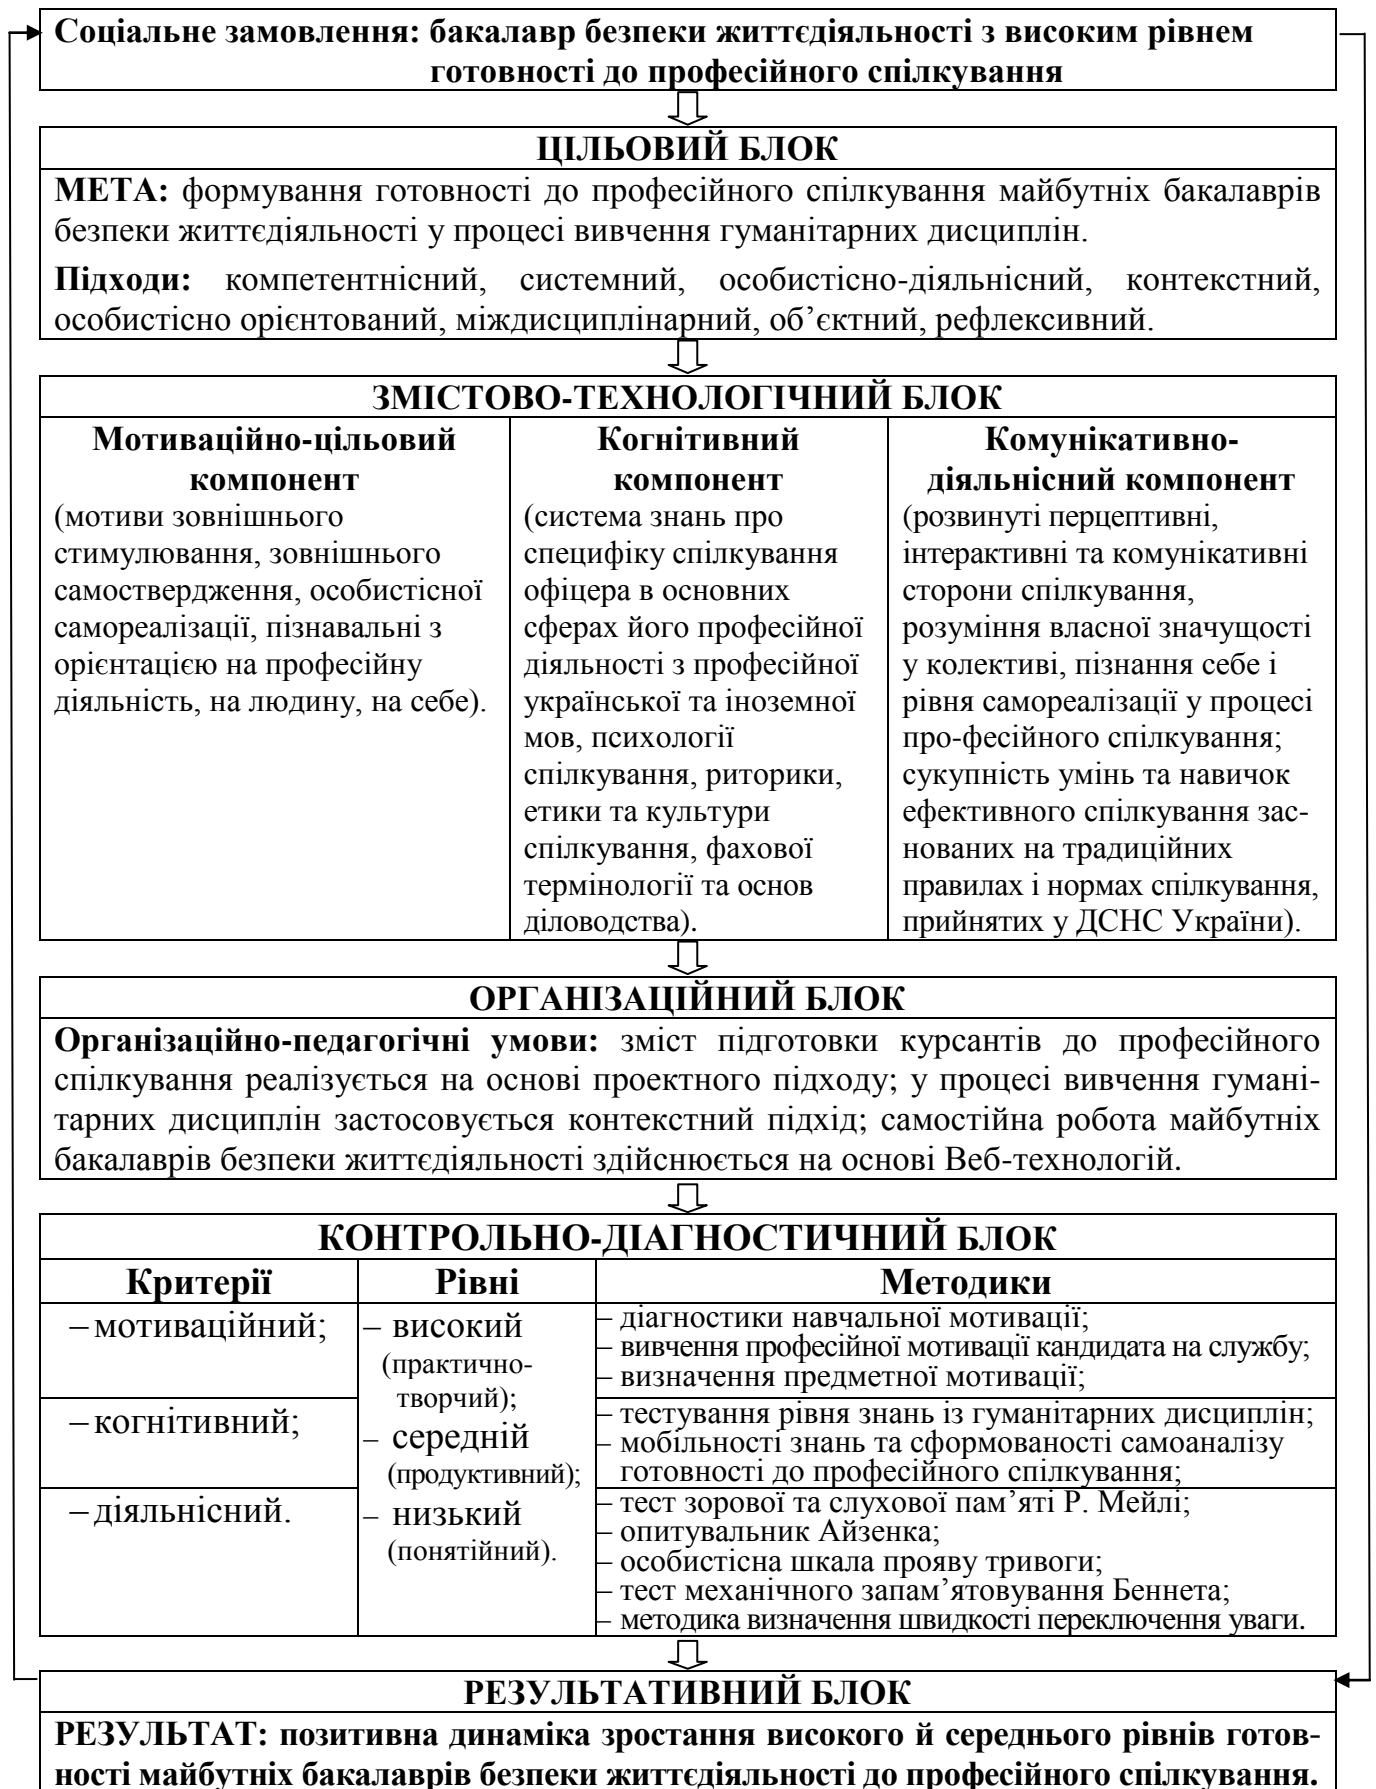 Соціальне замовлення: бакалавр безпеки життєдіяльності з високим рівнем
готовності до професійного спілкування
ЦІЛЬОВИЙ БЛОК
МЕТА: формування готовності до професійного спілкування майбутніх бакалаврів
безпеки життєдіяльності у процесі вивчення гуманітарних дисциплін.
Підходи: компетентнісний, системний, особистісно-діяльнісний, контекстний,
особистісно орієнтований, міждисциплінарний, об’єктний, рефлексивний.
ЗМІСТОВО-ТЕХНОЛОГІЧНИЙ БЛОК
Мотиваційно-цільовий
компонент
(мотиви зовнішнього
стимулювання, зовнішнього
самоствердження, особистісної
самореалізації, пізнавальні з
орієнтацією на професійну
діяльність, на людину, на себе).
Когнітивний
компонент
(система знань про
специфіку спілкування
офіцера в основних
сферах його професійної
діяльності з професійної
української та іноземної
мов, психології
спілкування, риторики,
етики та культури
спілкування, фахової
термінології та основ
діловодства).
Комунікативно-
діяльнісний компонент
(розвинуті перцептивні,
інтерактивні та комунікативні
сторони спілкування,
розуміння власної значущості
у колективі, пізнання себе і
рівня самореалізації у процесі
про-фесійного спілкування;
сукупність умінь та навичок
ефективного спілкування зас-
нованих на традиційних
правилах і нормах спілкування,
прийнятих у ДСНС України).
ОРГАНІЗАЦІЙНИЙ БЛОК
Організаційно-педагогічні умови: зміст підготовки курсантів до професійного
спілкування реалізується на основі проектного підходу; у процесі вивчення гумані-
тарних дисциплін застосовується контекстний підхід; самостійна робота майбутніх
бакалаврів безпеки життєдіяльності здійснюється на основі Веб-технологій.
КОНТРОЛЬНО-ДІАГНОСТИЧНИЙ БЛОК
Критерії
– мотиваційний;
– когнітивний;
– діяльнісний.
Рівні
– високий
(практично-
творчий);
– середній
(продуктивний);
– низький
(понятійний).
Методики
– діагностики навчальної мотивації;
– вивчення професійної мотивації кандидата на службу;
– визначення предметної мотивації;
– тестування рівня знань із гуманітарних дисциплін;
– мобільності знань та сформованості самоаналізу
готовності до професійного спілкування;
– тест зорової та слухової пам’яті Р. Мейлі;
– опитувальник Айзенка;
– особистісна шкала прояву тривоги;
– тест механічного запам’ятовування Беннета;
– методика визначення швидкості переключення уваги.
РЕЗУЛЬТАТИВНИЙ БЛОК
РЕЗУЛЬТАТ: позитивна динаміка зростання високого й середнього рівнів готов-
ності майбутніх бакалаврів безпеки життєдіяльності до професійного спілкування.